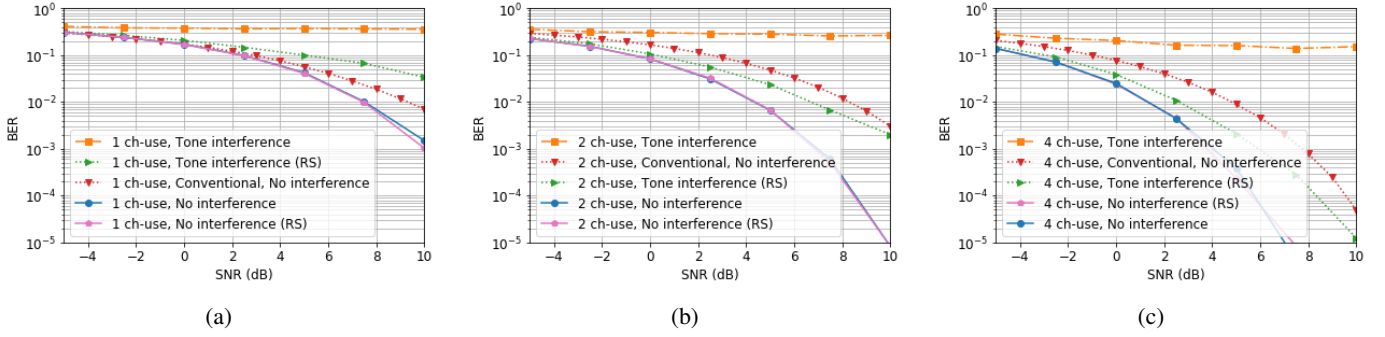 10⁰
10⁻¹
10⁻²
10⁻³
10⁻⁴
10⁻⁵
BER
1 ch-use, Tone interference
1 ch-use, Tone interference (RS)
1 ch-use, Conventional, No interference
1 ch-use, No interference
1 ch-use, No interference (RS)
−4 −2 0 2 4 6 8 10
SNR (dB)
(a)
10⁰
10⁻¹
10⁻²
10⁻³
10⁻⁴
10⁻⁵
BER
2 ch-use, Tone interference
2 ch-use, Conventional, No interference
2 ch-use, Tone interference (RS)
2 ch-use, No interference
2 ch-use, No interference (RS)
−4 −2 0 2 4 6 8 10
SNR (dB)
(b)
10⁰
10⁻¹
10⁻²
10⁻³
10⁻⁴
10⁻⁵
BER
4 ch-use, Tone interference
4 ch-use, Conventional, No interference
4 ch-use, Tone interference (RS)
4 ch-use, No interference (RS)
4 ch-use, No interference
−4 −2 0 2 4 6 8 10
SNR (dB)
(c)